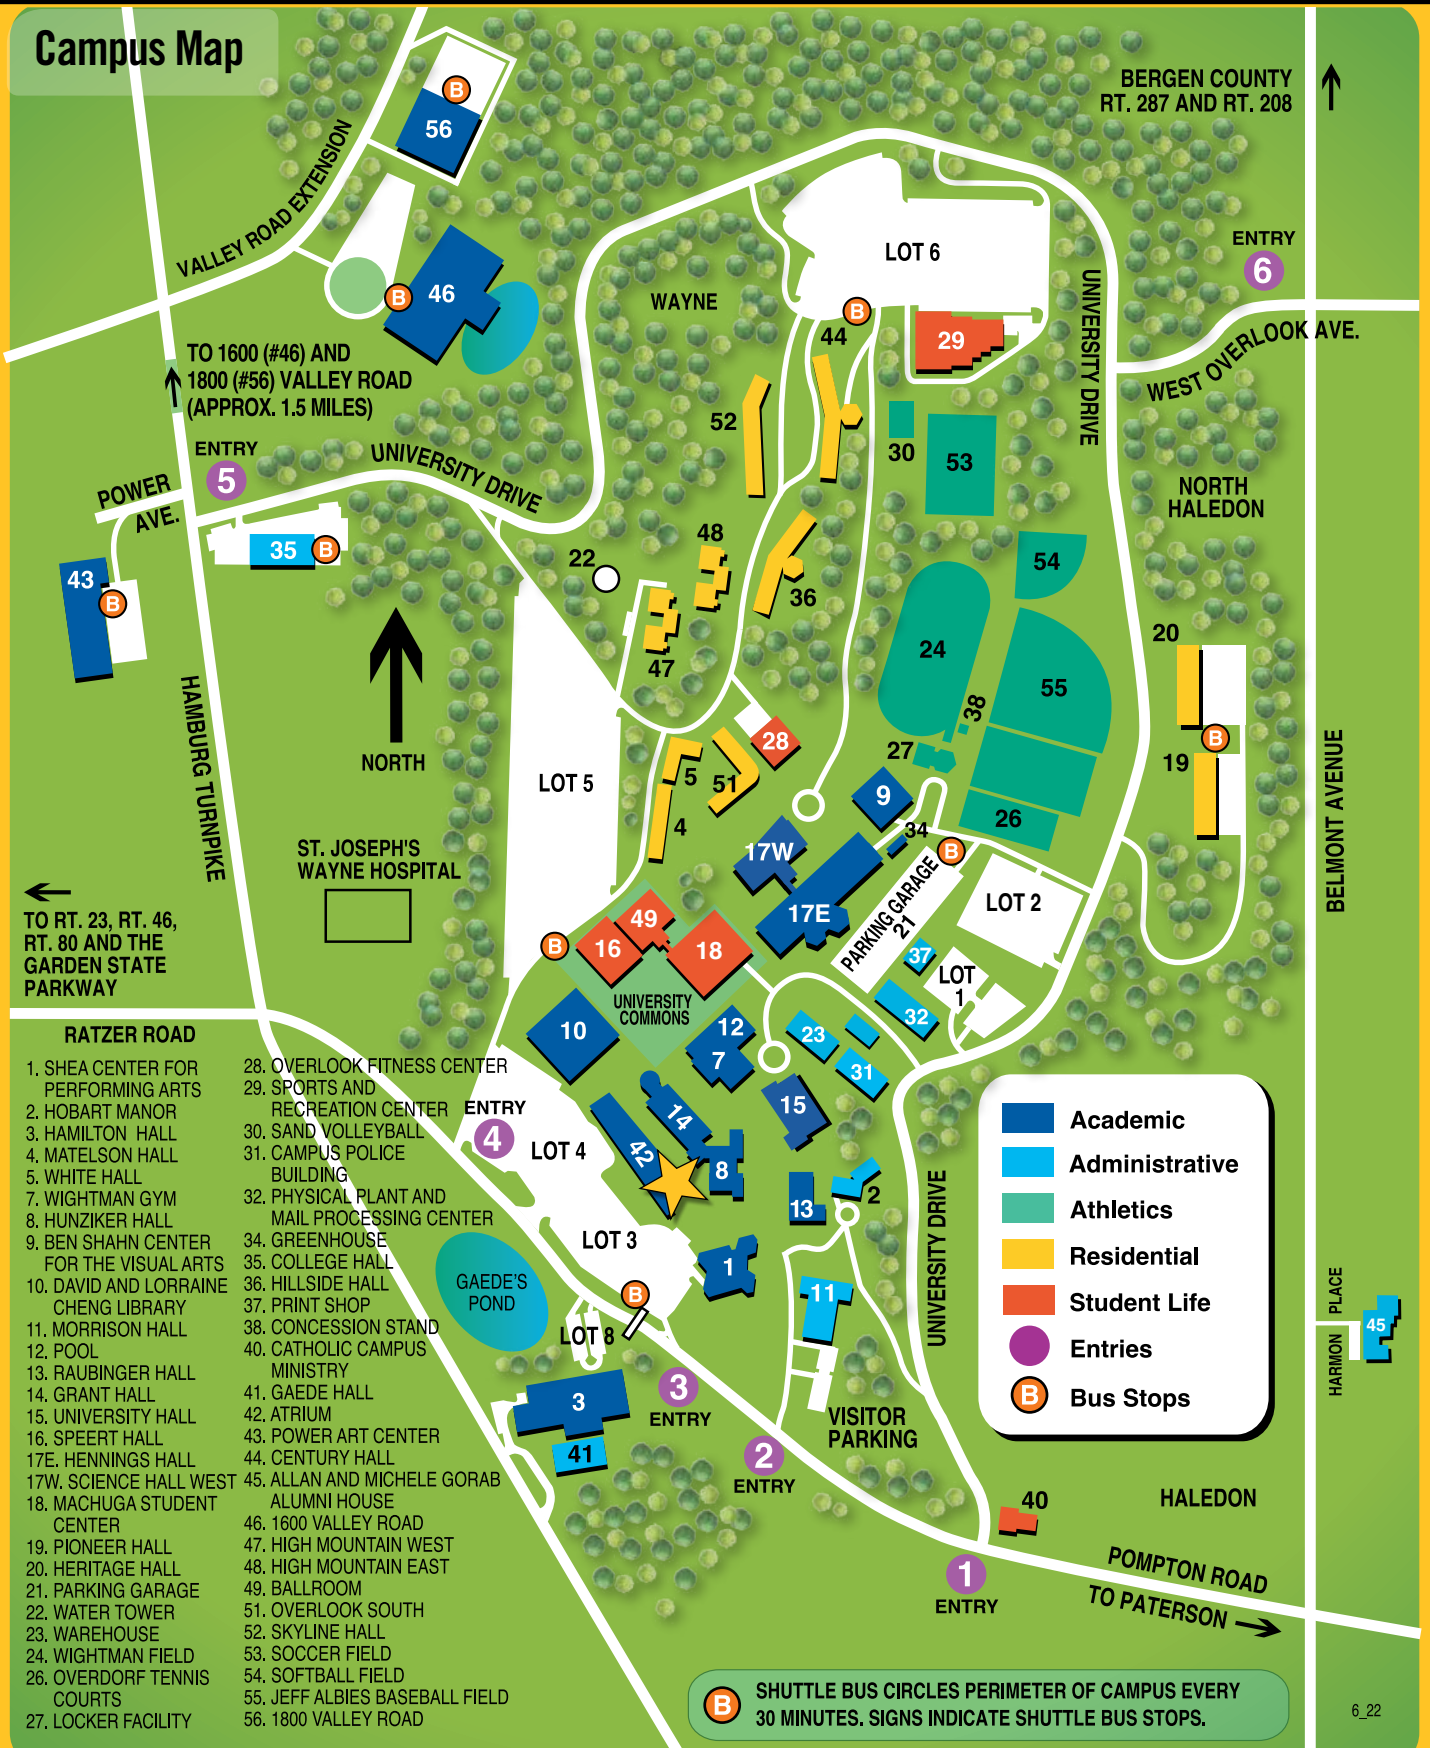 Campus Map
BERGEN COUNTY
RT. 287 AND RT. 208
B
56
VALLEY ROAD EXTENSION
ENTRY
6
LOT 6
WAYNE
B
46
B
44
29
UNIVERSITY DRIVE
WEST OVERLOOK AVE.
TO 1600 (#46) AND
1800 (#56) VALLEY ROAD
(APPROX. 1.5 MILES)
52
30
53
ENTRY
5
UNIVERSITY DRIVE
POWER
AVE.
NORTH
HALEDON
35
B
43
B
22
48
36
47
54
24
55
38
20
B
19
HAMBURG TURNPIKE
NORTH
LOT 5
28
5
51
4
27
9
26
34
B
BELMONT AVENUE
ST. JOSEPH'S
WAYNE HOSPITAL
17W
17E
PARKING GARAGE
21
LOT 2
TO RT. 23, RT. 46,
RT. 80 AND THE
GARDEN STATE
PARKWAY
B
49
16
18
37
LOT
1
UNIVERSITY
COMMONS
32
10
12
7
23
31
RATZER ROAD
1. SHEA CENTER FOR
PERFORMING ARTS
2. HOBART MANOR
3. HAMILTON HALL
4. MATELSON HALL
5. WHITE HALL
7. WIGHTMAN GYM
8. HUNZIKER HALL
9. BEN SHAHN CENTER
FOR THE VISUAL ARTS
10. DAVID AND LORRAINE
CHENG LIBRARY
11. MORRISON HALL
12. POOL
13. RAUBINGER HALL
14. GRANT HALL
15. UNIVERSITY HALL
16. SPEERT HALL
17E. HENNINGS HALL
17W. SCIENCE HALL WEST
18. MACHUGA STUDENT
CENTER
19. PIONEER HALL
20. HERITAGE HALL
21. PARKING GARAGE
22. WATER TOWER
23. WAREHOUSE
24. WIGHTMAN FIELD
26. OVERDORF TENNIS
COURTS
27. LOCKER FACILITY
28. OVERLOOK FITNESS CENTER
29. SPORTS AND
RECREATION CENTER
30. SAND VOLLEYBALL
31. CAMPUS POLICE
BUILDING
32. PHYSICAL PLANT AND
MAIL PROCESSING CENTER
34. GREENHOUSE
35. COLLEGE HALL
36. HILLSIDE HALL
37. PRINT SHOP
38. CONCESSION STAND
40. CATHOLIC CAMPUS
MINISTRY
41. GAEDE HALL
42. ATRIUM
43. POWER ART CENTER
44. CENTURY HALL
45. ALLAN AND MICHELE GORAB
ALUMNI HOUSE
46. 1600 VALLEY ROAD
47. HIGH MOUNTAIN WEST
48. HIGH MOUNTAIN EAST
49. BALLROOM
51. OVERLOOK SOUTH
52. SKYLINE HALL
53. SOCCER FIELD
54. SOFTBALL FIELD
55. JEFF ALBIES BASEBALL FIELD
56. 1800 VALLEY ROAD
ENTRY
4
LOT 4
42
14
15
8
13
2
LOT 3
1
11
GAEDE'S
POND
B
LOT 8
3
41
3
ENTRY
2
ENTRY
VISITOR
PARKING
UNIVERSITY DRIVE
Academic
Administrative
Athletics
Residential
Student Life
Entries
B
Bus Stops
HARMON PLACE
45
40
HALEDON
1
ENTRY
POMPTON ROAD
TO PATERSON
B
SHUTTLE BUS CIRCLES PERIMETER OF CAMPUS EVERY
30 MINUTES. SIGNS INDICATE SHUTTLE BUS STOPS.
6_22